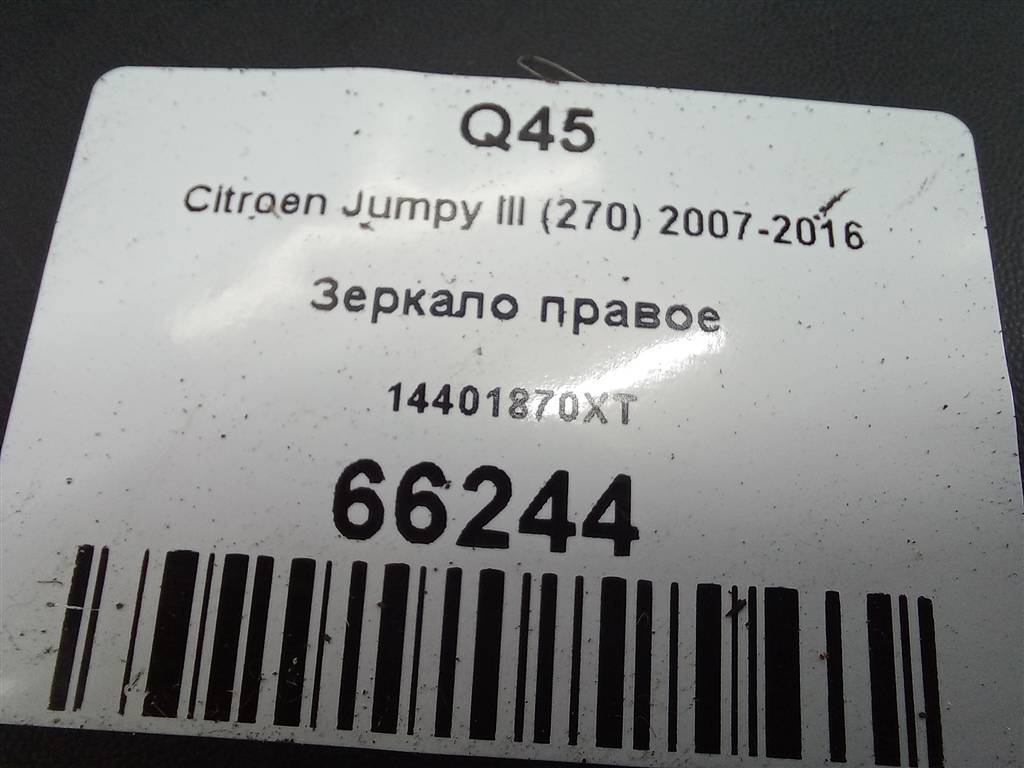 Q45
Citroen Jumpy III (270) 2007-2016
Зеркало правое
14401870XT
66244